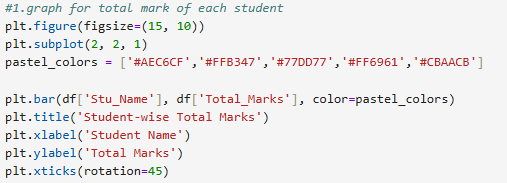 #1.graph for total mark of each student
plt.figure(figsize=(15, 10))
plt.subplot(2, 2, 1)
pastel_colors = ['#AEC6CF','#FFB347','#77DD77','#FF6961','#CBAACB']
plt.bar(df['Stu_Name'], df['Total_Marks'], color=pastel_colors)
plt.title('Student-wise Total Marks')
plt.xlabel('Student Name')
plt.ylabel('Total Marks')
plt.xticks(rotation=45)